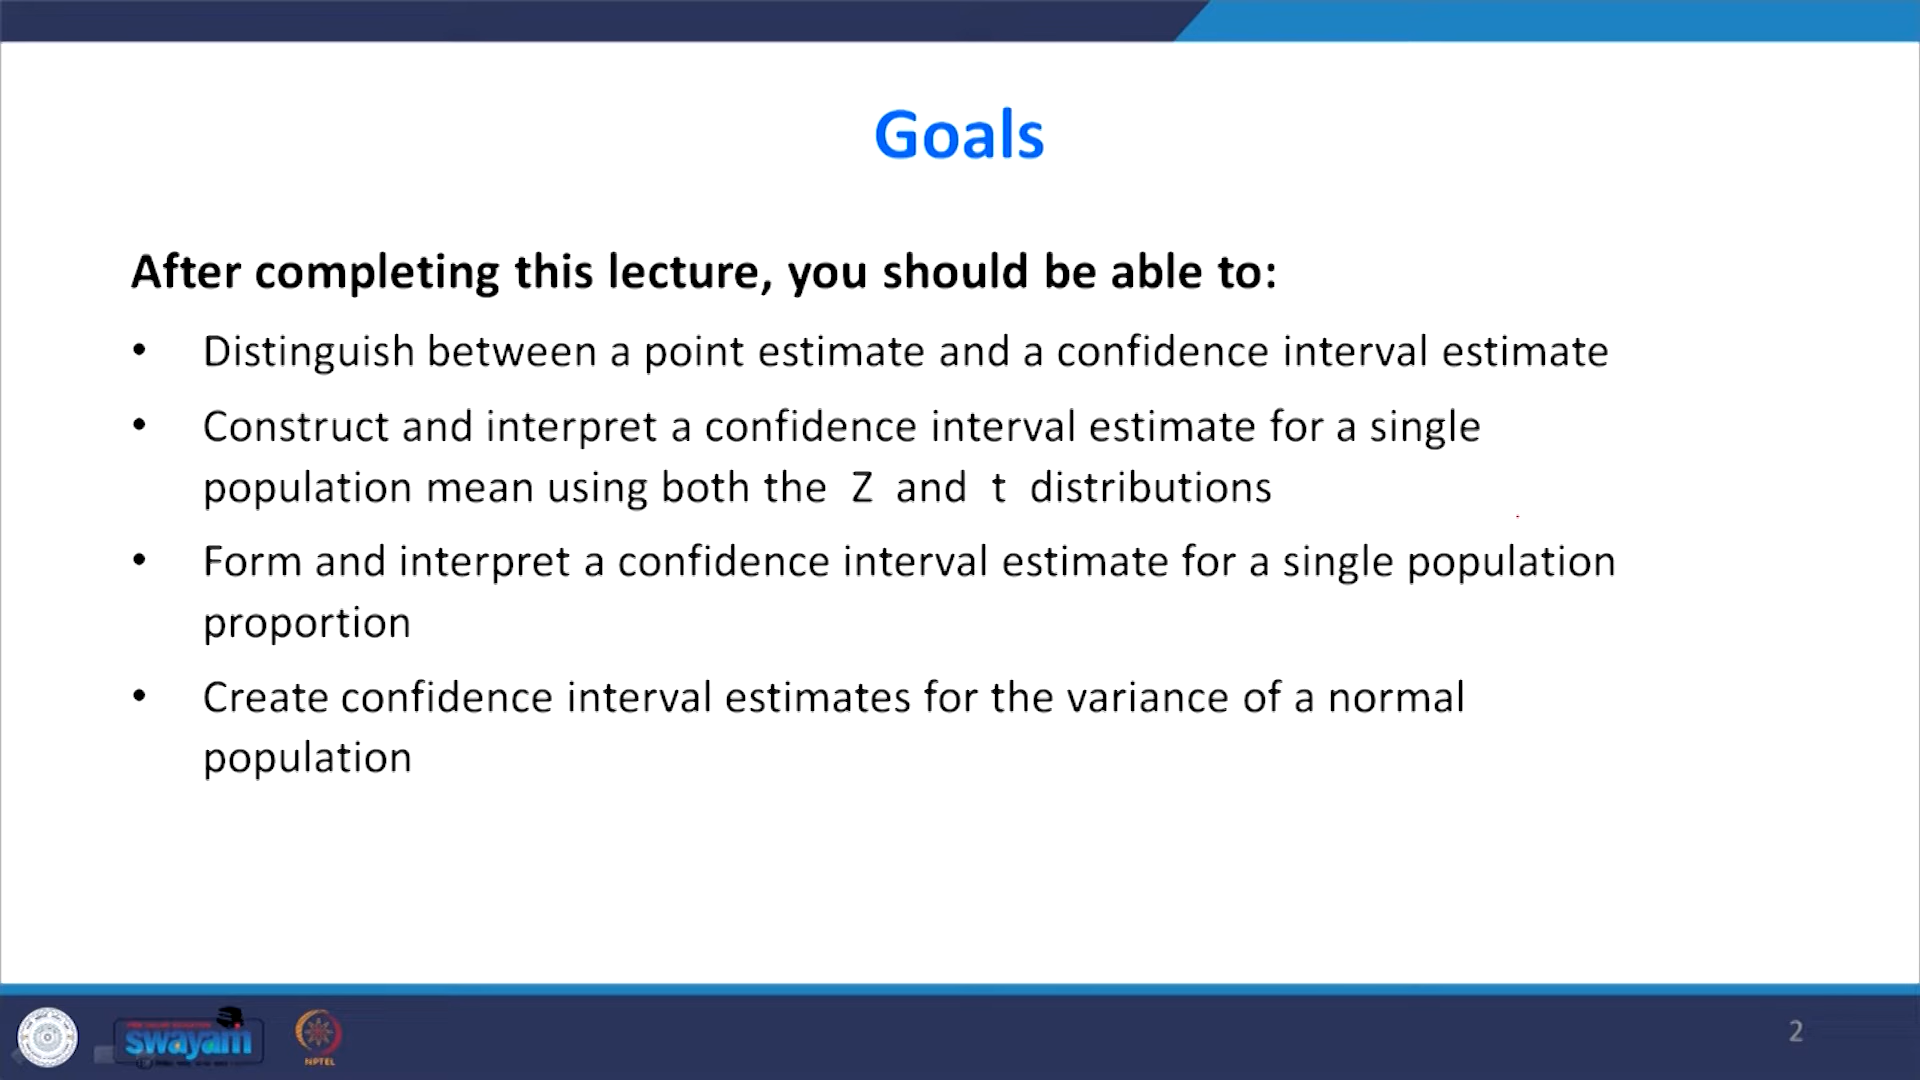 Goals
After completing this lecture, you should be able to:
• Distinguish between a point estimate and a confidence interval estimate
• Construct and interpret a confidence interval estimate for a single
population mean using both the Z and t distributions
• Form and interpret a confidence interval estimate for a single population
proportion
• Create confidence interval estimates for the variance of a normal
population
swayam
NPTEL
2